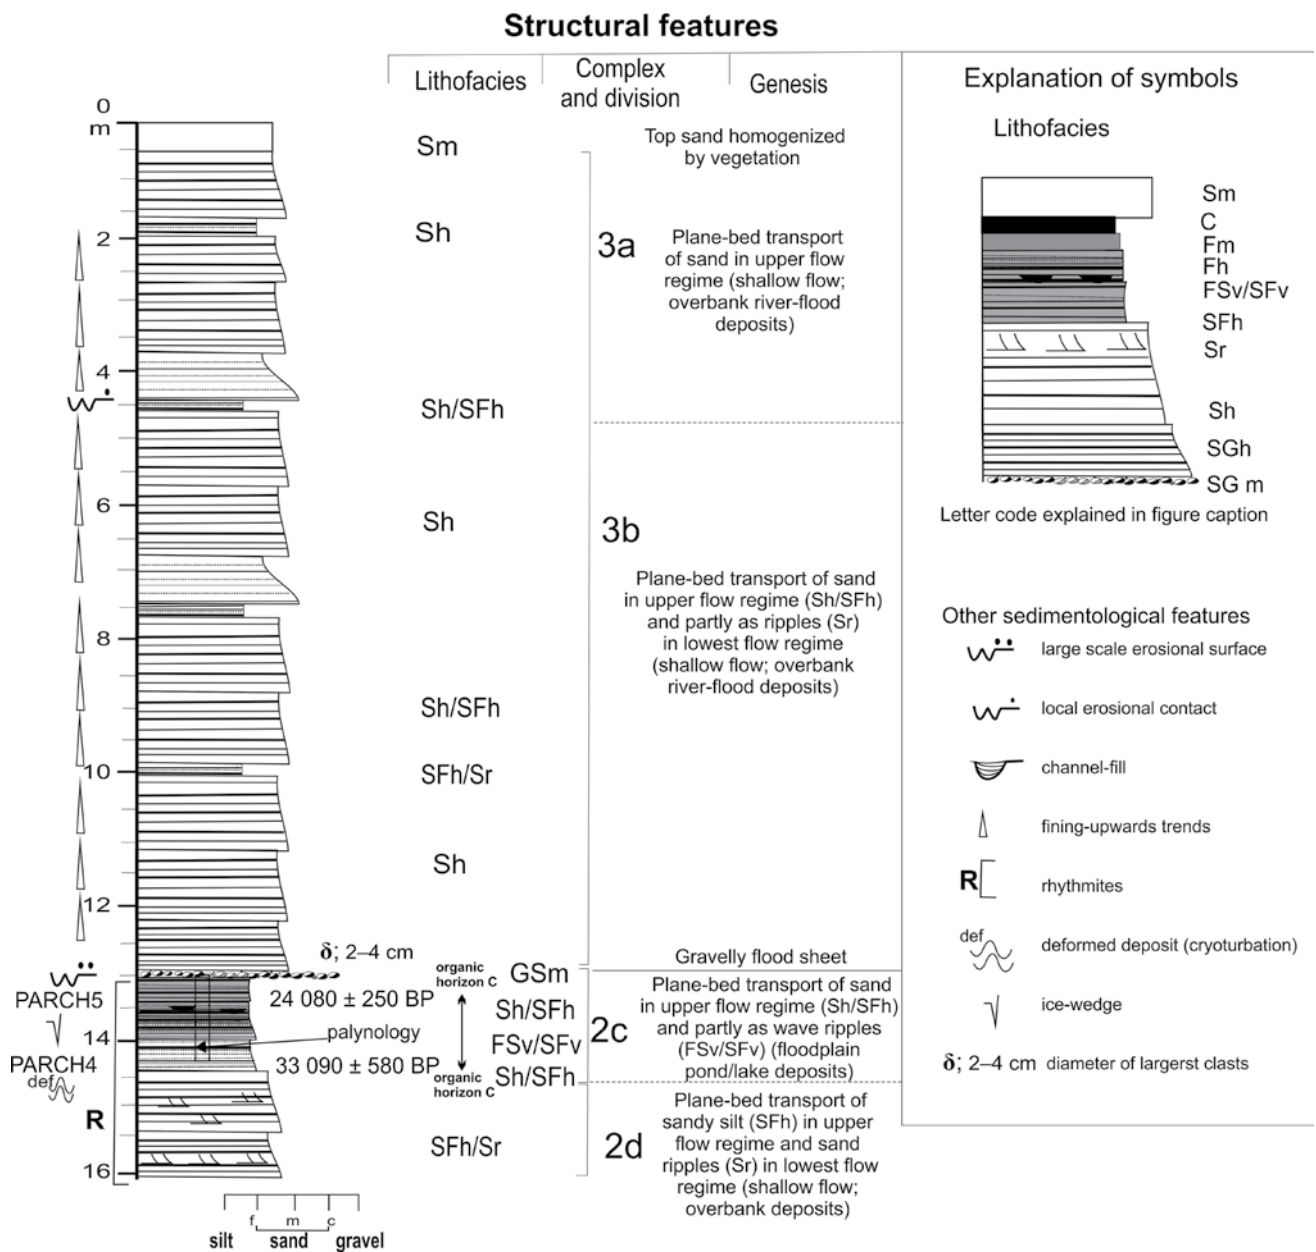 Structural features
Lithofacies
Complex
and division
Genesis
0
m
2
4
6
8
10
12
14
16
Sm
Sh
Sh/SFh
Sh
Sh/SFh
SFh/Sr
Sh
δ; 2–4 cm
organic
horizon C
GSm
24 080 ± 250 BP
Sh/SFh
palynology
FSv/SFv
33 090 ± 580 BP
Sh/SFh
organic
horizon C
SFh/Sr
PARCH5
PARCH4
def
R
f
m
c
silt
sand
gravel
3a
3b
2c
2d
Top sand homogenized
by vegetation
Plane-bed transport
of sand in upper flow
regime (shallow flow;
overbank river-flood
deposits)
Plane-bed transport of sand
in upper flow regime (Sh/SFh)
and partly as ripples (Sr)
in lowest flow regime
(shallow flow; overbank
river-flood deposits)
Gravelly flood sheet
Plane-bed transport of sand
in upper flow regime (Sh/SFh)
and partly as wave ripples
(FSv/SFv) (floodplain
pond/lake deposits)
Plane-bed transport of
sandy silt (SFh) in upper
flow regime and sand
ripples (Sr) in lowest flow
regime (shallow flow;
overbank deposits)
Explanation of symbols
Lithofacies
Sm
C
Fm
Fh
FSv/SFv
SFh
Sr
Sh
SGh
SG m
Letter code explained in figure caption
Other sedimentological features
large scale erosional surface
local erosional contact
channel-fill
fining-upwards trends
R
rhythmites
def
deformed deposit (cryoturbation)
ice-wedge
δ; 2–4 cm diameter of largerst clasts